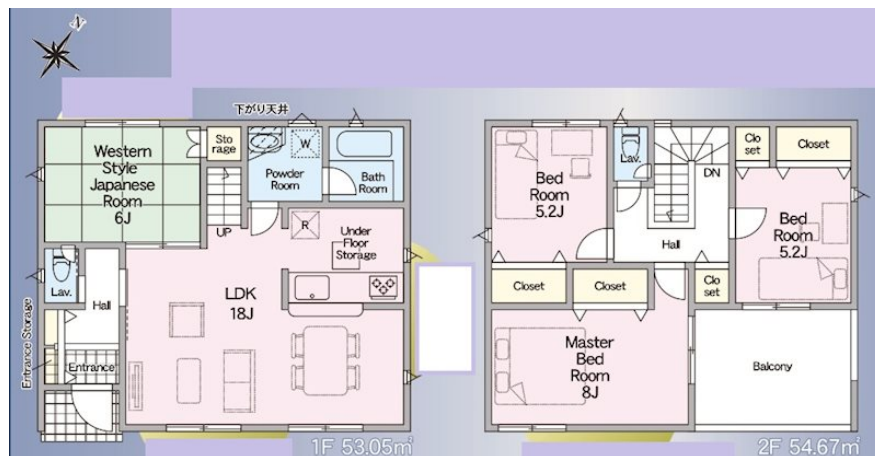 N
下がり天井
Western
Style
Japanese
Room
6J
Sto
rage
W
Powder
Room
Bath
Room
UP
R
Under
Floor
Storage
Lav.
Hall
LDK
18J
Entrance Storage
Entrance
1F 53.05㎡
Bed
Room
5.2J
Lav.
DN
Clo
set
Closet
Bed
Room
5.2J
Hall
Closet
Closet
Clo
set
Master
Bed
Room
8J
Balcony
2F 54.67㎡